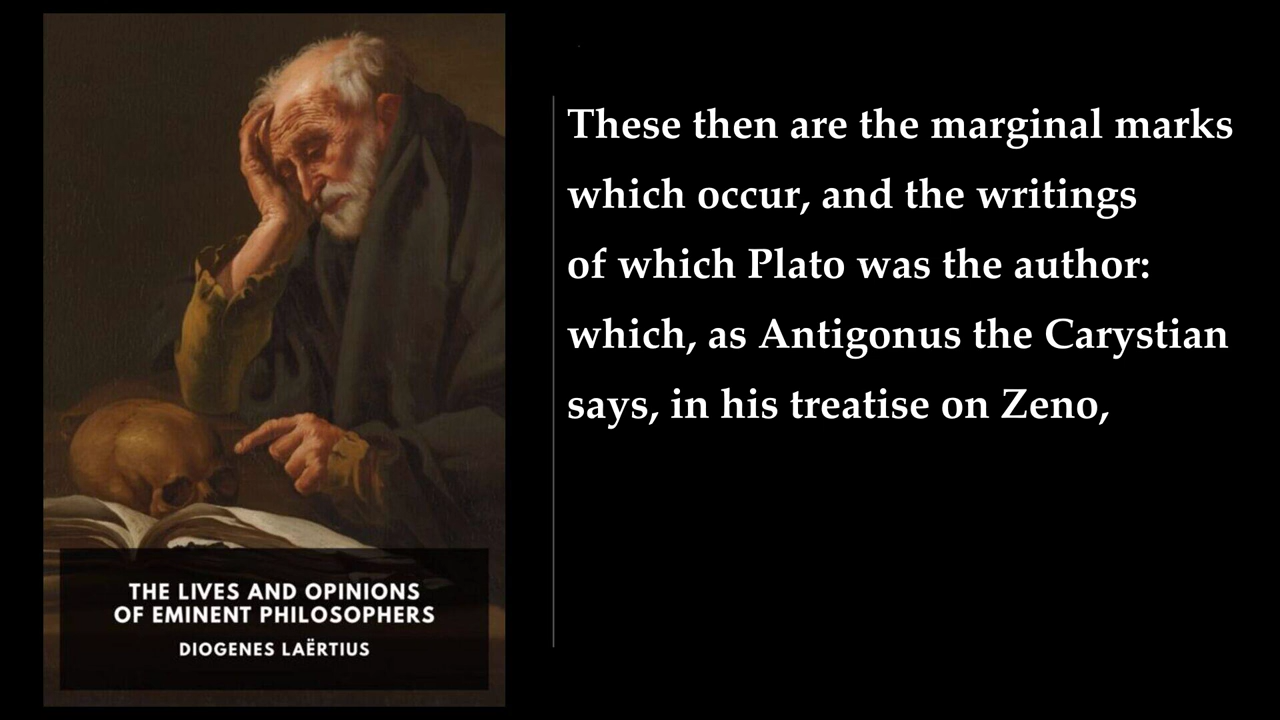 These then are the marginal marks
which occur, and the writings
of which Plato was the author:
which, as Antigonus the Carystian
says, in his treatise on Zeno,
THE LIVES AND OPINIONS
OF EMINENT PHILOSOPHERS
DIOGENES LAËRTIUS